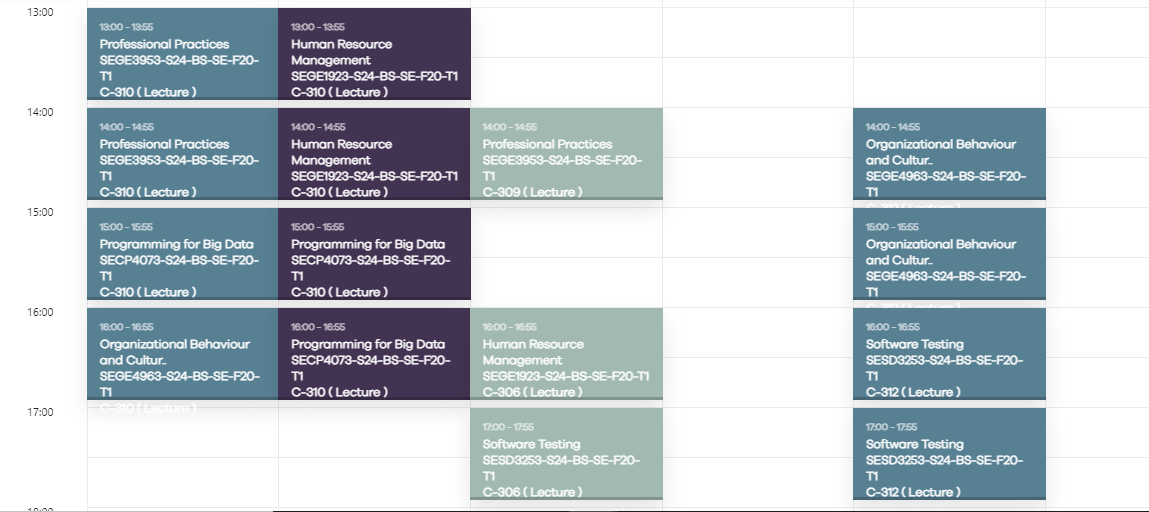 13:00
13:00 - 13:55
Professional Practices
SEGE3953-S24-BS-SE-F20-
T1
C-310 ( Lecture )
13:00 - 13:55
Human Resource
Management
SEGE1923-S24-BS-SE-F20-T1
C-310 ( Lecture )
14:00
14:00 - 14:55
Professional Practices
SEGE3953-S24-BS-SE-F20-
T1
C-310 ( Lecture )
14:00 - 14:55
Human Resource
Management
SEGE1923-S24-BS-SE-F20-T1
C-310 ( Lecture )
14:00 - 14:55
Professional Practices
SEGE3953-S24-BS-SE-F20-
T1
C-309 ( Lecture )
14:00 - 14:55
Organizational Behaviour
and Cultur..
SEGE4963-S24-BS-SE-F20-
T1
C-312 ( Lecture )
15:00
15:00 - 15:55
Programming for Big Data
SECP4073-S24-BS-SE-F20-
T1
C-310 ( Lecture )
15:00 - 15:55
Programming for Big Data
SECP4073-S24-BS-SE-F20-
T1
C-310 ( Lecture )
15:00 - 15:55
Organizational Behaviour
and Cultur..
SEGE4963-S24-BS-SE-F20-
T1
C-312 ( Lecture )
16:00
16:00 - 16:55
Organizational Behaviour
and Cultur..
SEGE4963-S24-BS-SE-F20-
T1
C-310 ( Lecture )
16:00 - 16:55
Programming for Big Data
SECP4073-S24-BS-SE-F20-
T1
C-310 ( Lecture )
16:00 - 16:55
Human Resource
Management
SEGE1923-S24-BS-SE-F20-T1
C-306 ( Lecture )
16:00 - 16:55
Software Testing
SESD3253-S24-BS-SE-F20-
T1
C-312 ( Lecture )
17:00
17:00 - 17:55
Software Testing
SESD3253-S24-BS-SE-F20-
T1
C-306 ( Lecture )
17:00 - 17:55
Software Testing
SESD3253-S24-BS-SE-F20-
T1
C-312 ( Lecture )
18:00